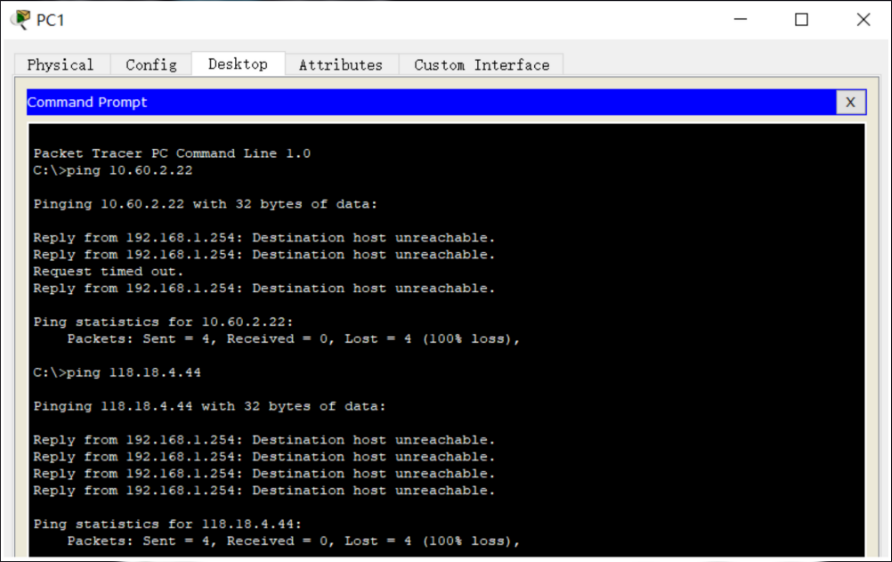 PC1
Physical Config Desktop Attributes Custom Interface
Command Prompt
X
Packet Tracer PC Command Line 1.0
C:\>ping 10.60.2.22
Pinging 10.60.2.22 with 32 bytes of data:
Reply from 192.168.1.254: Destination host unreachable.
Reply from 192.168.1.254: Destination host unreachable.
Request timed out.
Reply from 192.168.1.254: Destination host unreachable.
Ping statistics for 10.60.2.22:
Packets: Sent = 4, Received = 0, Lost = 4 (100% loss),
C:\>ping 118.18.4.44
Pinging 118.18.4.44 with 32 bytes of data:
Reply from 192.168.1.254: Destination host unreachable.
Reply from 192.168.1.254: Destination host unreachable.
Reply from 192.168.1.254: Destination host unreachable.
Reply from 192.168.1.254: Destination host unreachable.
Ping statistics for 118.18.4.44:
Packets: Sent = 4, Received = 0, Lost = 4 (100% loss),